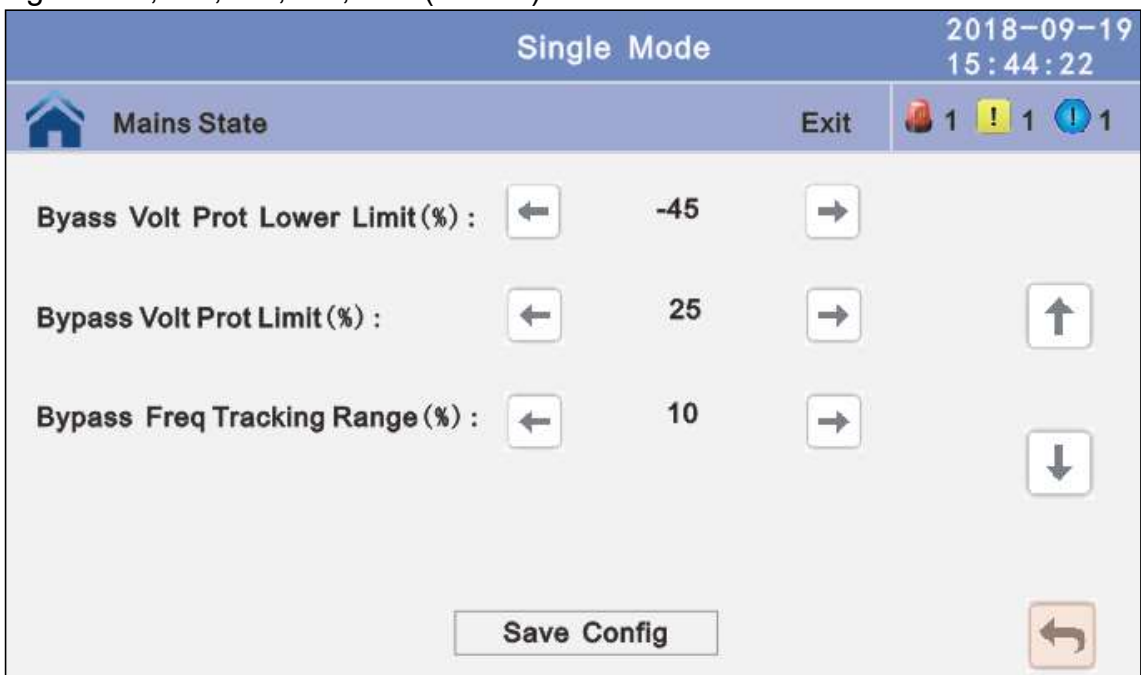 Single Mode
2018-09-19
15:44:22
Mains State
Exit
1 ! 1 ! 1
Byass Volt Prot Lower Limit(%) :
-45
Bypass Volt Prot Limit(%) :
25
Bypass Freq Tracking Range(%) :
10
Save Config